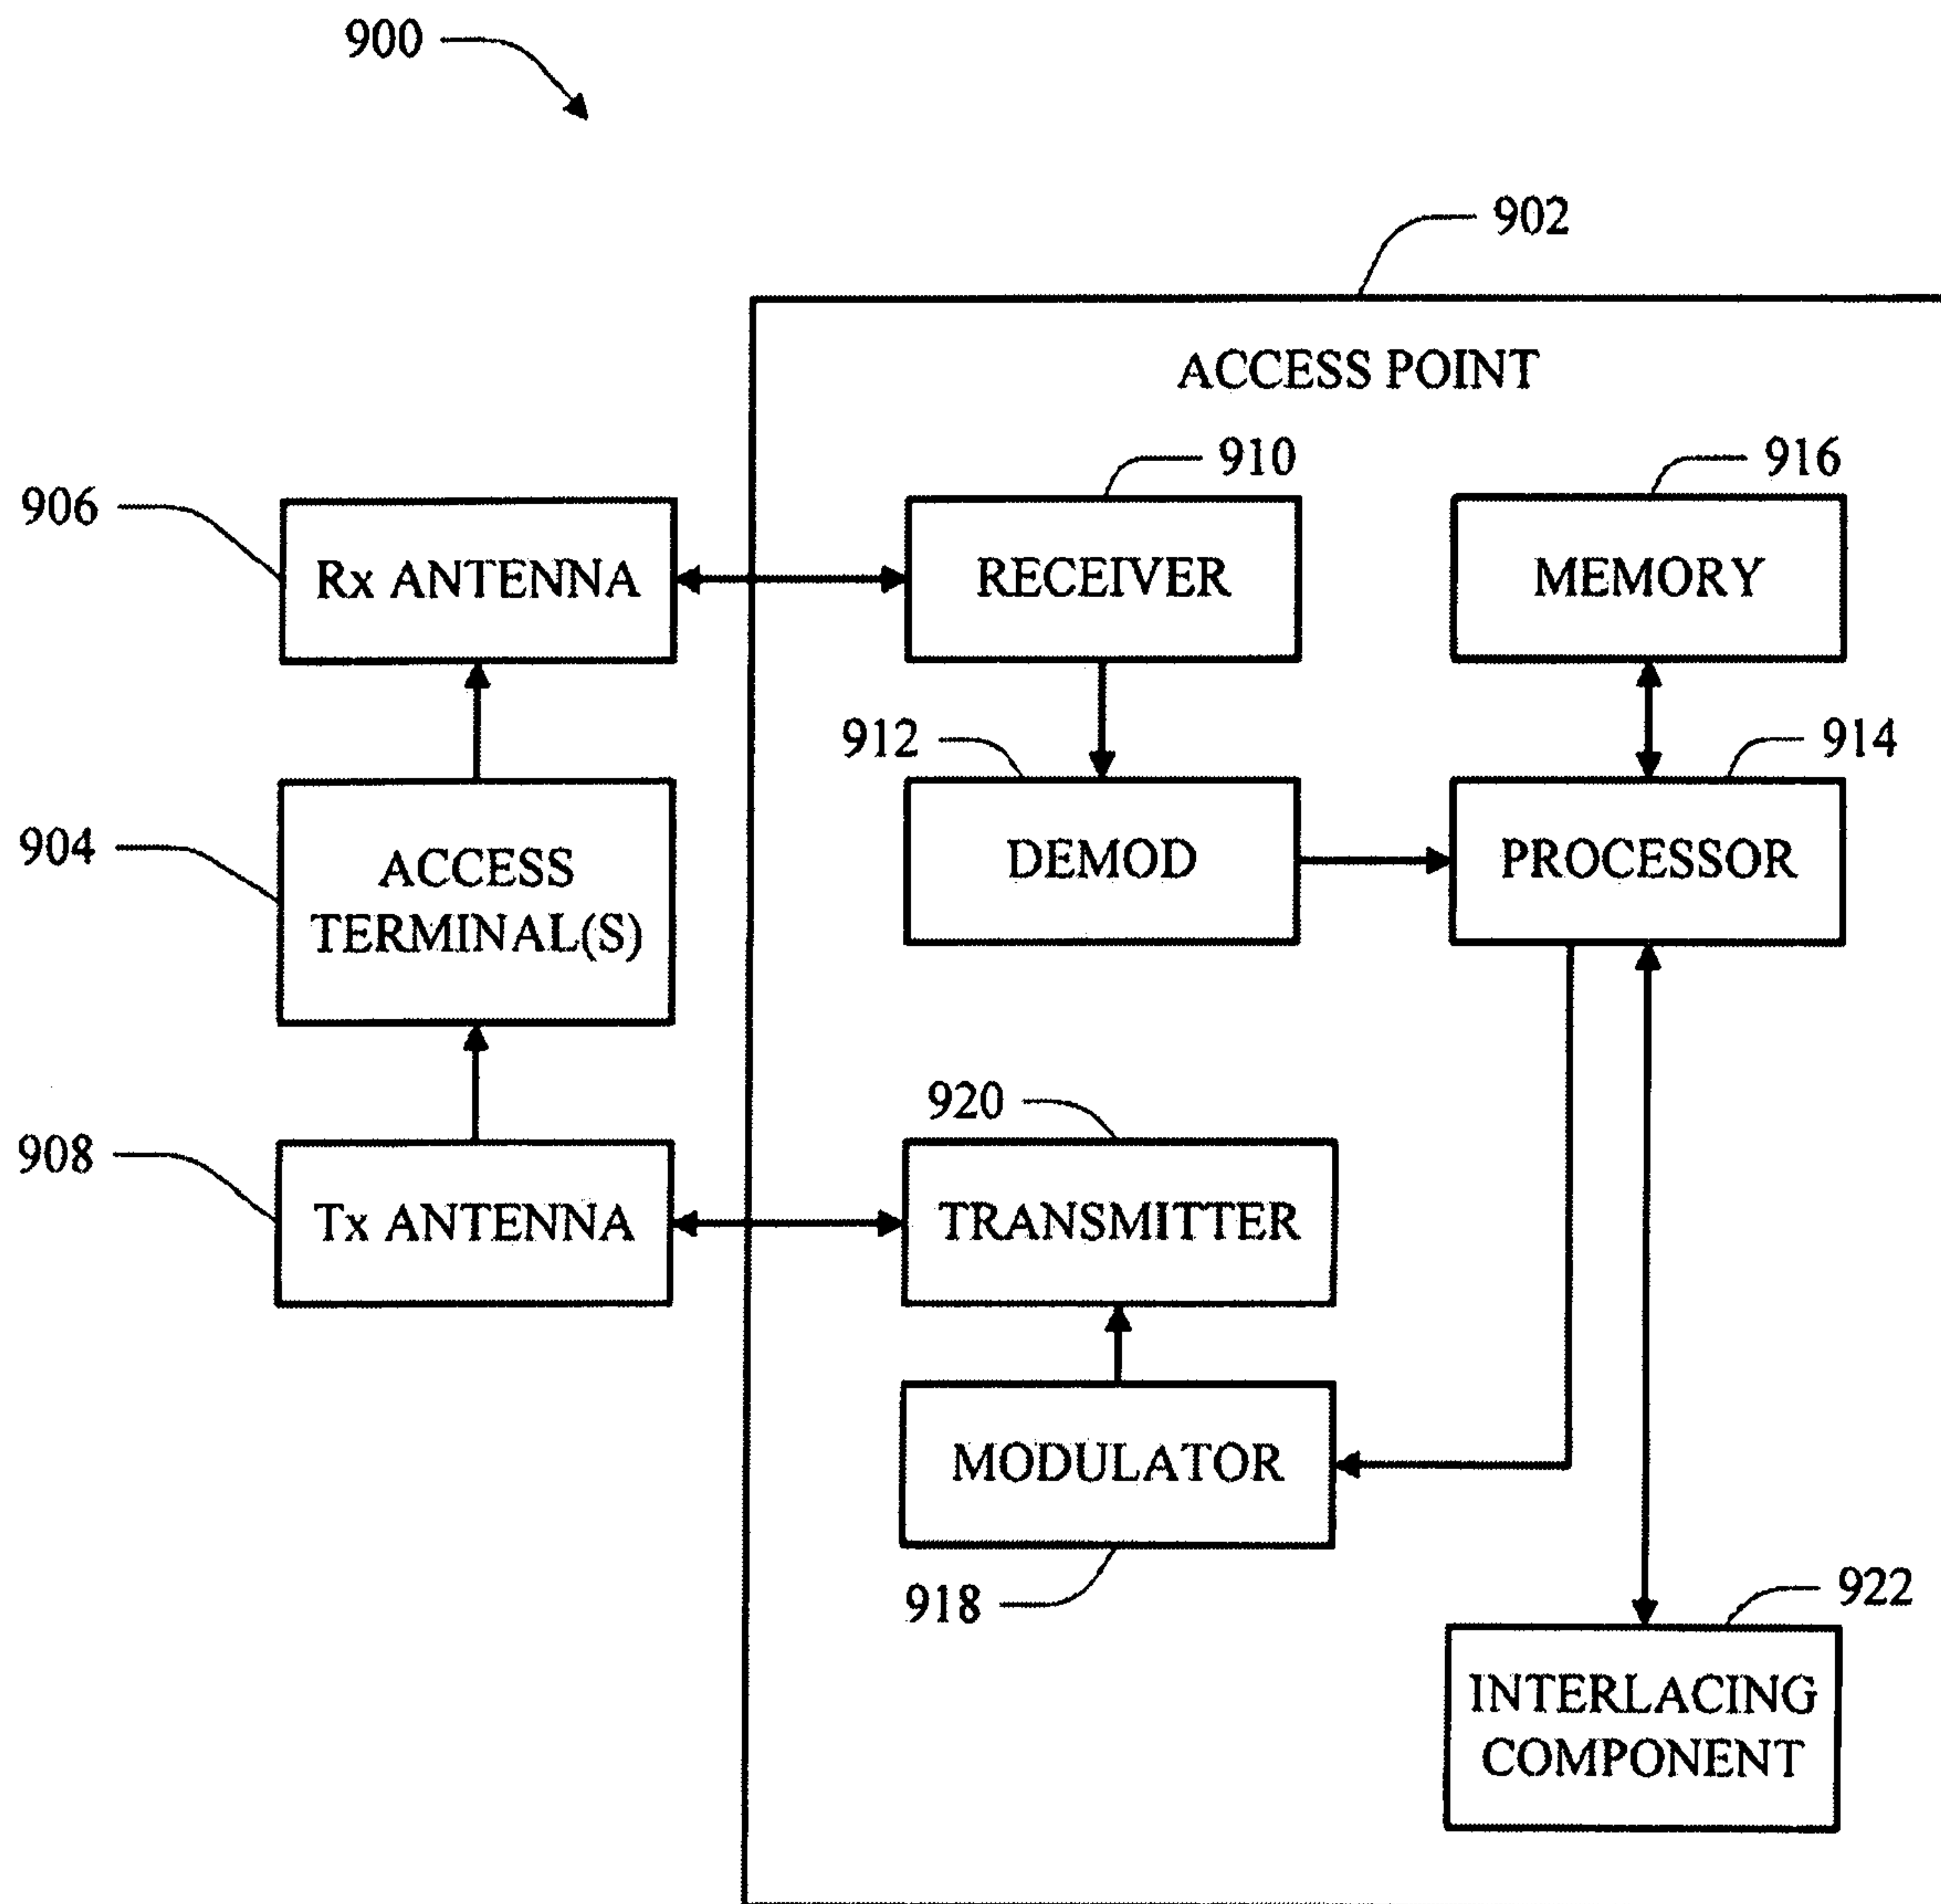 900
902
ACCESS POINT
910
916
906
Rx ANTENNA
RECEIVER
MEMORY
912
914
904
ACCESS
TERMINAL(S)
DEMOD
PROCESSOR
920
908
Tx ANTENNA
TRANSMITTER
MODULATOR
918
922
INTERLACING
COMPONENT